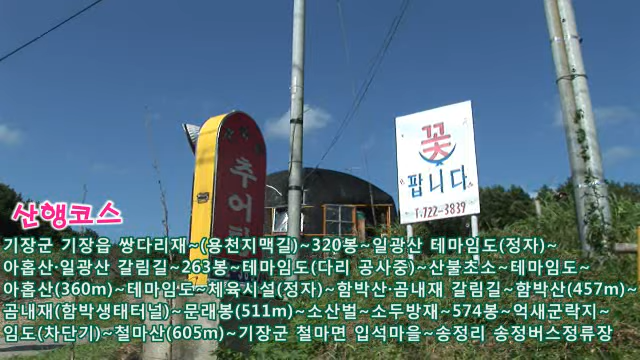 추어탕
꽃
팝니다
T.722-3839
산행코스
기장군 기장읍 쌍다리재~(용천지맥길)~320봉~일광산 테마임도(정자)~
아홉산·일광산 갈림길~263봉~테마임도(다리 공사중)~산불초소~테마임도~
아홉산(360m)~테마임도~체육시설(정자)~함박산·곰내재 갈림길~함박산(457m)~
곰내재(함박생태터널)~문래봉(511m)~소산벌~소두방재~574봉~억새군락지~
임도(차단기)~철마산(605m)~기장군 철마면 입석마을~송정리 송정버스정류장